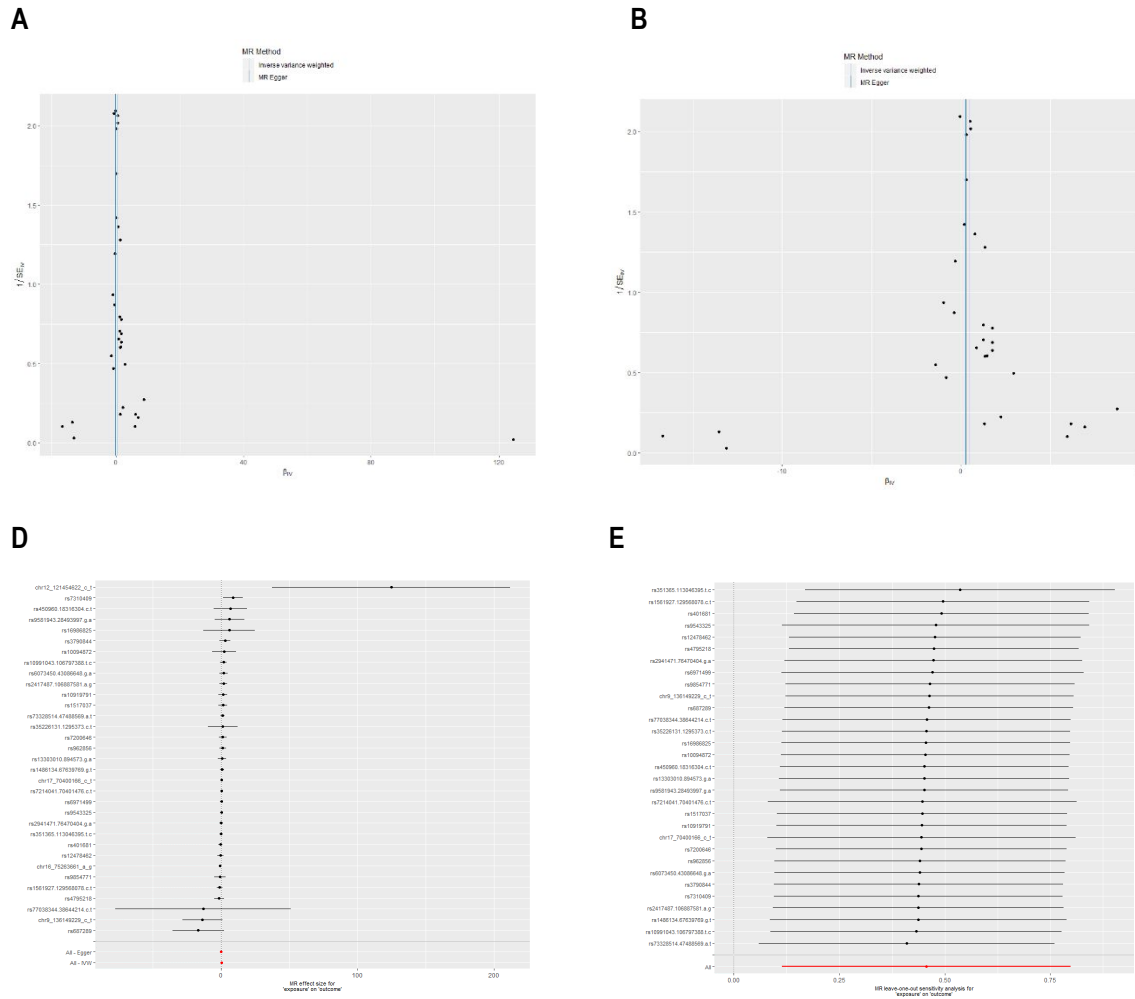 A
B
MR Method
Inverse variance weighted
MR Egger
MR Method
Inverse variance weighted
MR Egger
2.0
1.5
1.0
0.5
0.0
1/SE_IV
0
40
80
120
β_IV
2.0
1.5
1.0
0.5
0.0
1/SE_IV
-10
0
β_IV
D
E
chr12_121454622_c_t
rs7310409
rs450960.18316304.c.t
rs9581943.28493997.g.a
rs16986825
rs3790844
rs10094872
rs10991043.106797388.t.c
rs6073450.43086648.g.a
rs2417487.106887581.a.g
rs10919791
rs1517037
rs73328514.47488569.a.t
rs35226131.1295373.c.t
rs7200646
rs962856
rs13303010.894573.g.a
rs1486134.67639769.g.t
chr17_70400166_c_t
rs7214041.70401476.c.t
rs6971499
rs9543325
rs2941471.76470404.g.a
rs351365.113046395.t.c
rs401681
rs12478462
chr16_75263661_a_g
rs9854771
rs1561927.129568078.c.t
rs4795218
rs77038344.38644214.c.t
chr9_136149229_c_t
rs687289
All - Egger
All - IVW
0
100
200
MR effect size for
'exposure' on 'outcome'
rs351365.113046395.t.c
rs1561927.129568078.c.t
rs401681
rs9543325
rs12478462
rs4795218
rs2941471.76470404.g.a
rs6971499
rs9854771
chr9_136149229_c_t
rs687289
rs77038344.38644214.c.t
rs35226131.1295373.c.t
rs16986825
rs10094872
rs450960.18316304.c.t
rs13303010.894573.g.a
rs9581943.28493997.g.a
rs7214041.70401476.c.t
rs1517037
rs10919791
chr17_70400166_c_t
rs7200646
rs962856
rs6073450.43086648.g.a
rs3790844
rs7310409
rs2417487.106887581.a.g
rs1486134.67639769.g.t
rs10991043.106797388.t.c
rs73328514.47488569.a.t
All
0.00
0.25
0.50
0.75
MR leave-one-out sensitivity analysis for
'exposure' on 'outcome'